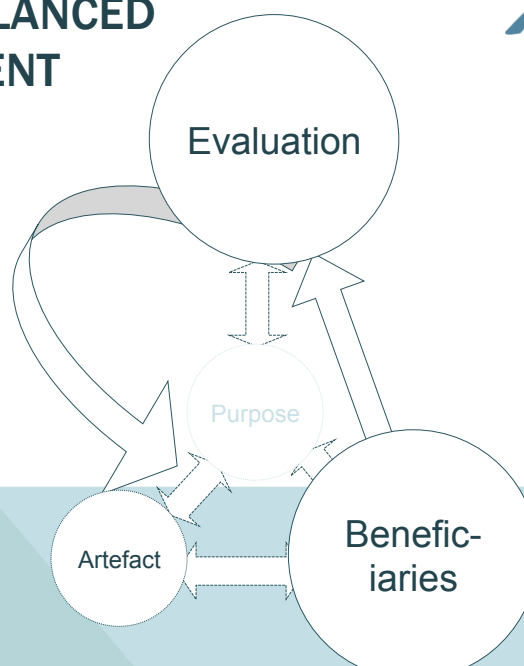 LANCED
ENT
Evaluation
Purpose
Artefact
Benefic-
iaries